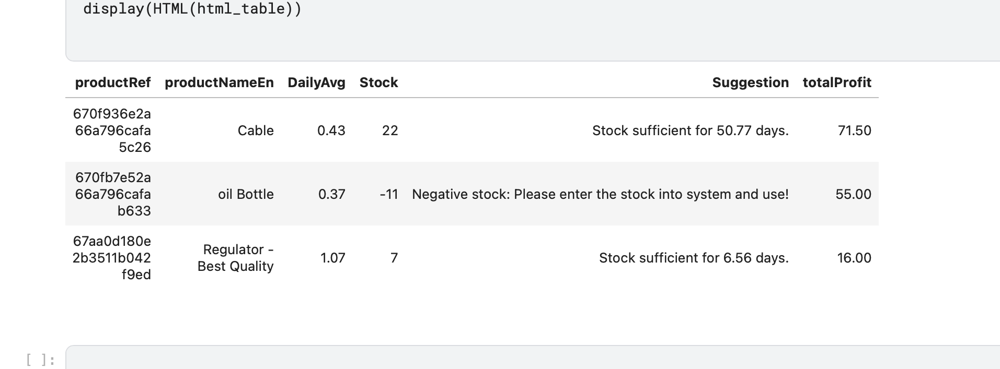 display(HTML(html_table))
productRef productNameEn DailyAvg Stock Suggestion totalProfit
670f936e2a
66a796cafa
5c26
Cable 0.43 22 Stock sufficient for 50.77 days. 71.50
670fb7e52a
66a796cafa
b633
oil Bottle 0.37 -11 Negative stock: Please enter the stock into system and use! 55.00
67aa0d180e
2b3511b042
f9ed
Regulator -
Best Quality
1.07 7 Stock sufficient for 6.56 days. 16.00
[ ]: